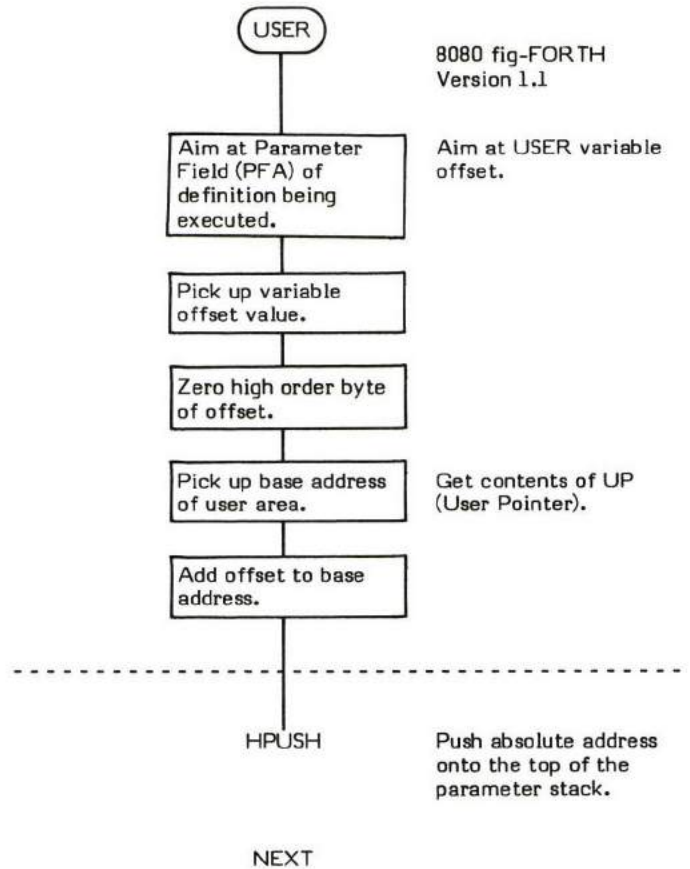 USER
8080 fig-FORTH
Version 1.1
Aim at Parameter
Field (PFA) of
definition being
executed.
Aim at USER variable
offset.
Pick up variable
offset value.
Zero high order byte
of offset.
Pick up base address
of user area.
Get contents of UP
(User Pointer).
Add offset to base
address.
HPUSH
Push absolute address
onto the top of the
parameter stack.
NEXT